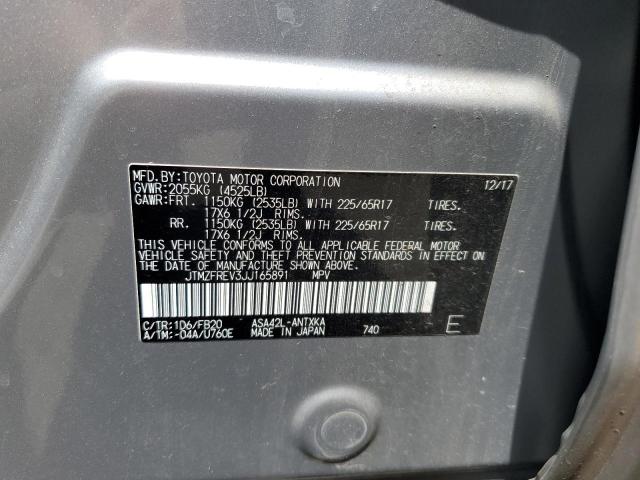 MFD.BY:TOYOTA MOTOR CORPORATION 12/17
GVWR:2055KG (4525LB)
GAWR:FRT. 1150KG (2535LB) WITH 225/65R17 TIRES.
17X6 1/2J RIMS.
RR. 1150KG (2535LB) WITH 225/65R17 TIRES.
17X6 1/2J RIMS.
THIS VEHICLE CONFORMS TO ALL APPLICABLE FEDERAL MOTOR
VEHICLE SAFETY AND THEFT PREVENTION STANDARDS IN EFFECT ON
THE DATE OF MANUFACTURE SHOWN ABOVE.
JTMZFREV3JJ165891 MPV
C/TR:1D6/FB20 ASA42L-ANTXKA
A/TM:-04A/U760E MADE IN JAPAN 740 E